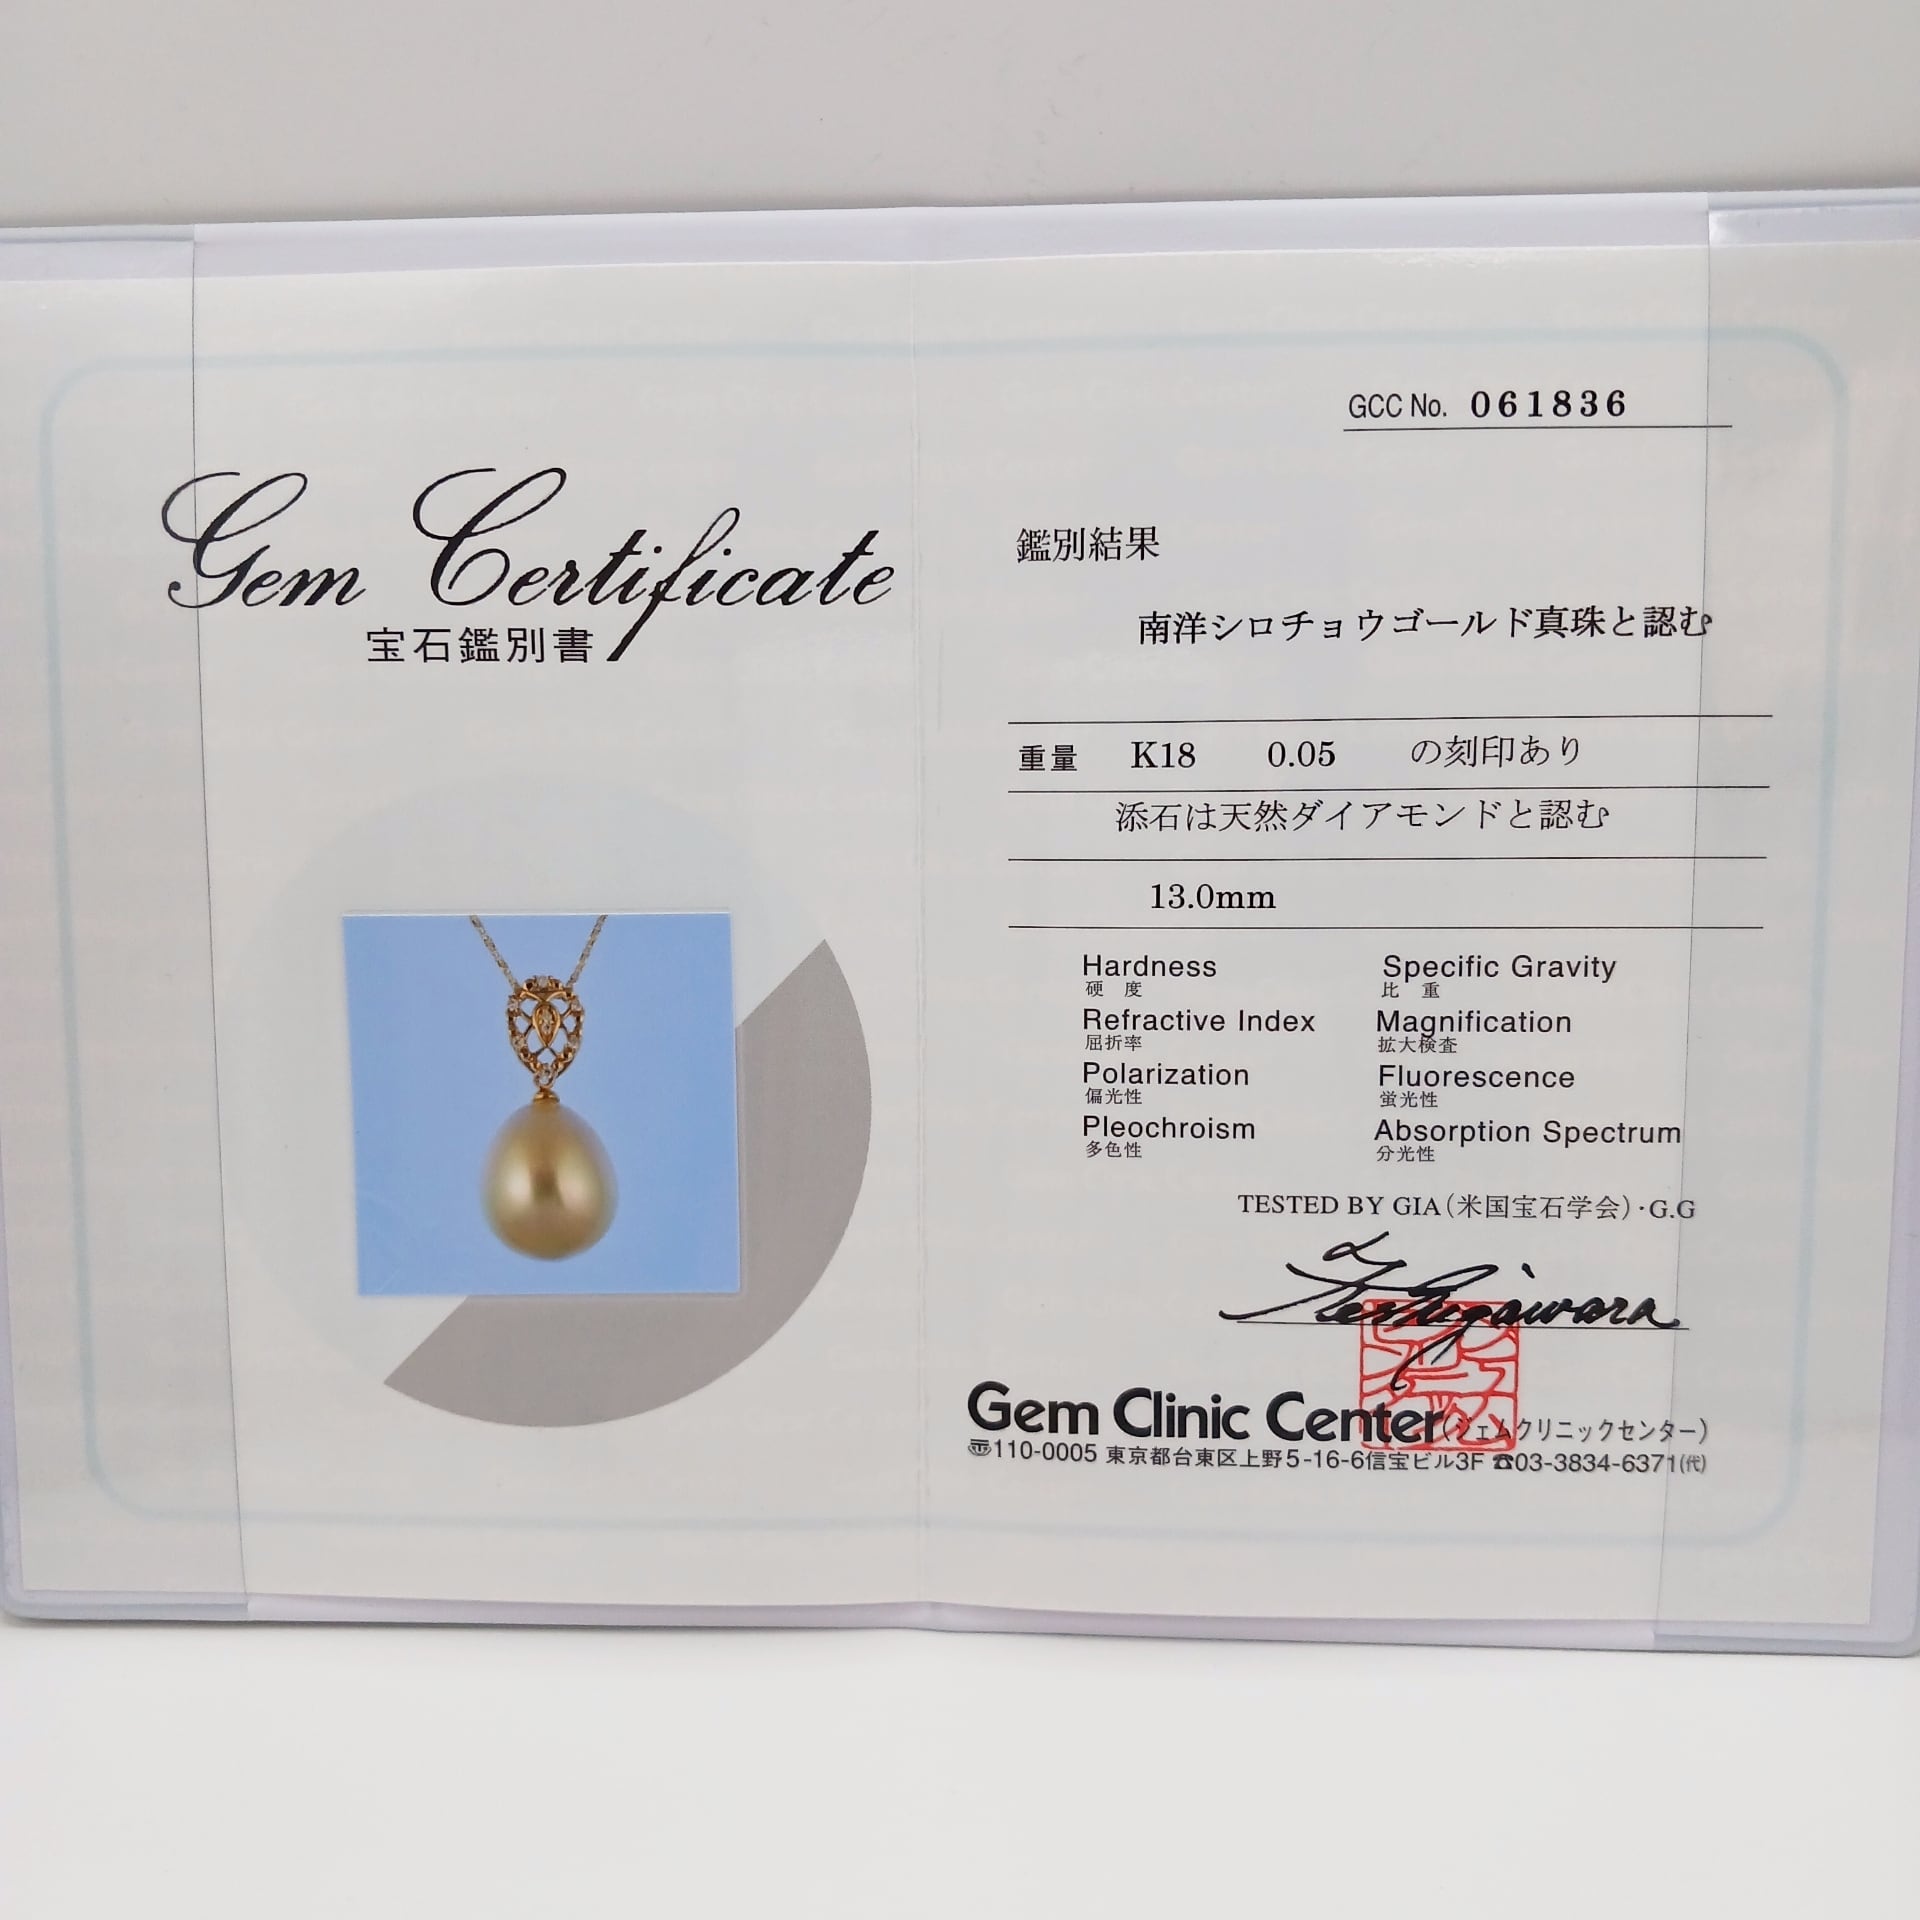 Gem Certificate
宝石鑑別書
GCC No. 061836
鑑別結果
南洋シロチョウゴールド真珠と認む
重量 K18 0.05 の刻印あり
添石は天然ダイアモンドと認む
13.0mm
Hardness Specific Gravity
硬 度 比 重
Refractive Index Magnification
屈折率 拡大検査
Polarization Fluorescence
偏光性 蛍光性
Pleochroism Absorption Spectrum
多色性 分光性
TESTED BY GIA(米国宝石学会)・G.G
Gem Clinic Center(ジェムクリニックセンター)
〒110-0005 東京都台東区上野5-16-6信宝ビル3F ☎03-3834-6371(代)